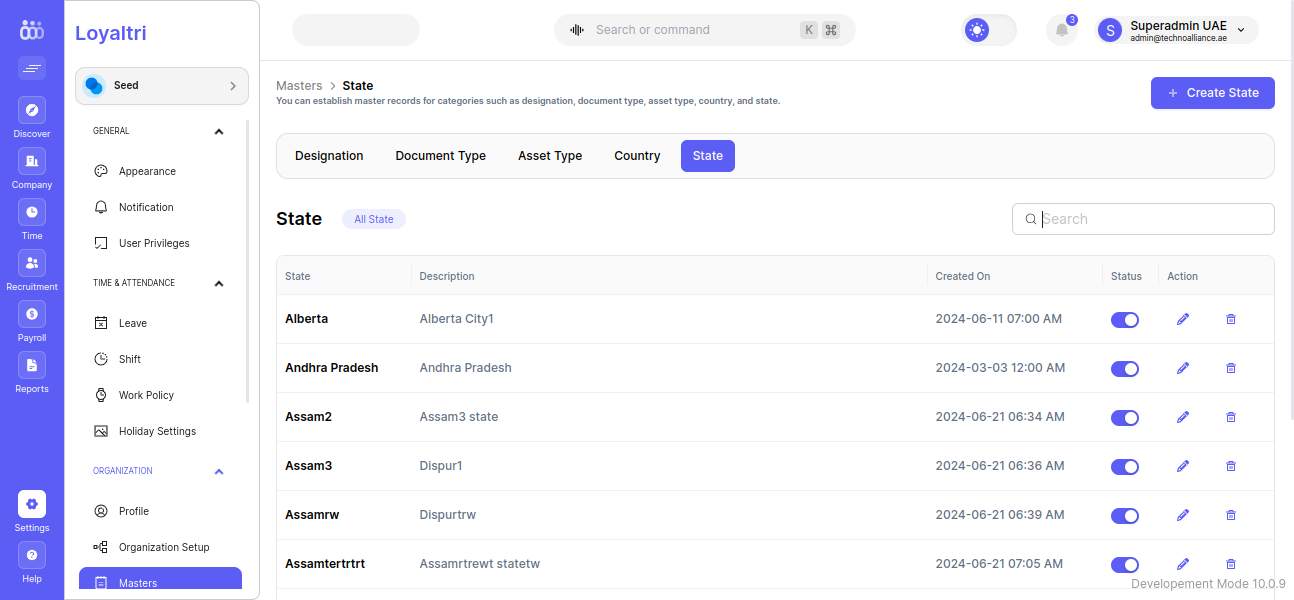 Loyaltri
Search or command
K
⌘
3
S
Superadmin UAE
admin@technoalliance.ae
Discover
Company
Time
Recruitment
Payroll
Reports
Settings
Help
Seed
GENERAL
Appearance
Notification
User Privileges
TIME & ATTENDANCE
Leave
Shift
Work Policy
Holiday Settings
ORGANIZATION
Profile
Organization Setup
Masters
Masters > State
You can establish master records for categories such as designation, document type, asset type, country, and state.
+ Create State
Designation Document Type Asset Type Country State
State All State
Search
State Description Created On Status Action
Alberta Alberta City1 2024-06-11 07:00 AM
Andhra Pradesh Andhra Pradesh 2024-03-03 12:00 AM
Assam2 Assam3 state 2024-06-21 06:34 AM
Assam3 Dispur1 2024-06-21 06:36 AM
Assamrw Dispurtrw 2024-06-21 06:39 AM
Assamtertrtrt Assamrtrewt statetw 2024-06-21 07:05 AM
Developement Mode 10.0.9